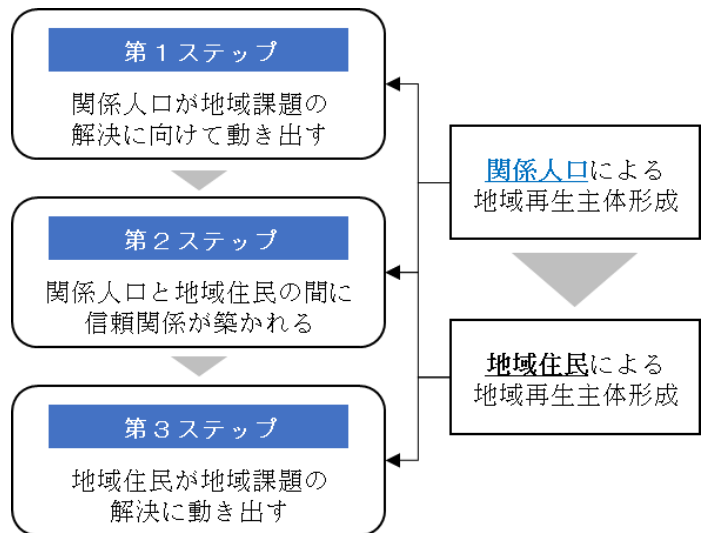 第１ステップ
関係人口が地域課題の
解決に向けて動き出す
第２ステップ
関係人口と地域住民の間に
信頼関係が築かれる
第３ステップ
地域住民が地域課題の
解決に動き出す
関係人口による
地域再生主体形成
地域住民による
地域再生主体形成